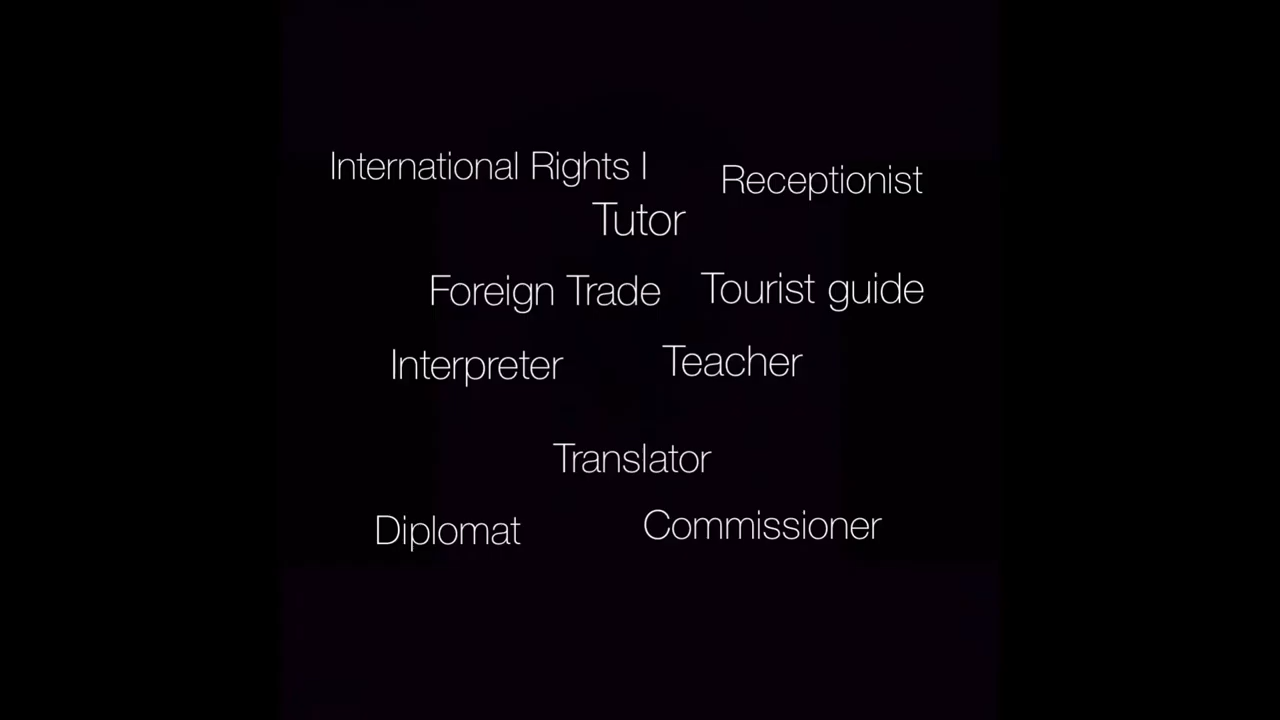 International Rights I
Receptionist
Tutor
Foreign Trade
Tourist guide
Interpreter
Teacher
Translator
Diplomat
Commissioner